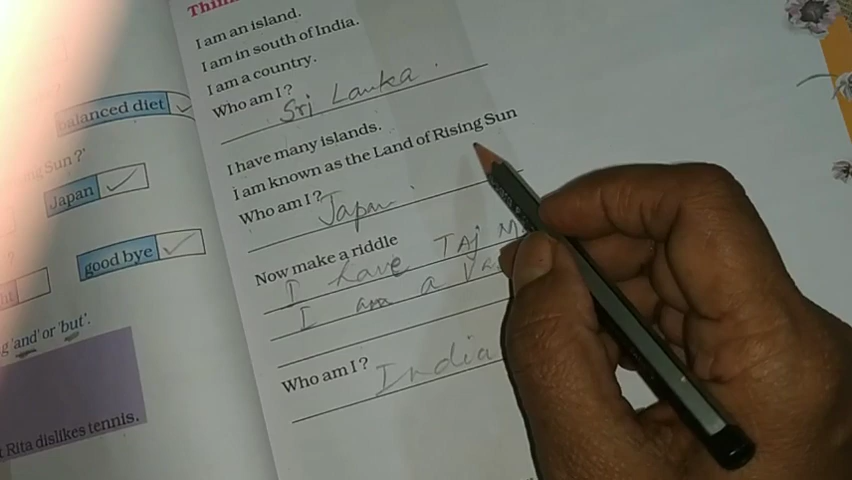 balanced diet
ng Sun ?'
Japan
good bye
g 'and' or 'but'.
t Rita dislikes tennis.
I am an island.
I am in south of India.
I am a country.
Who am I ? Sri Lanka .
I have many islands.
i am known as the Land of Rising Sun
Who am I ? Japan .
Now make a riddle
I have TAj
I am a
Who am I ? India